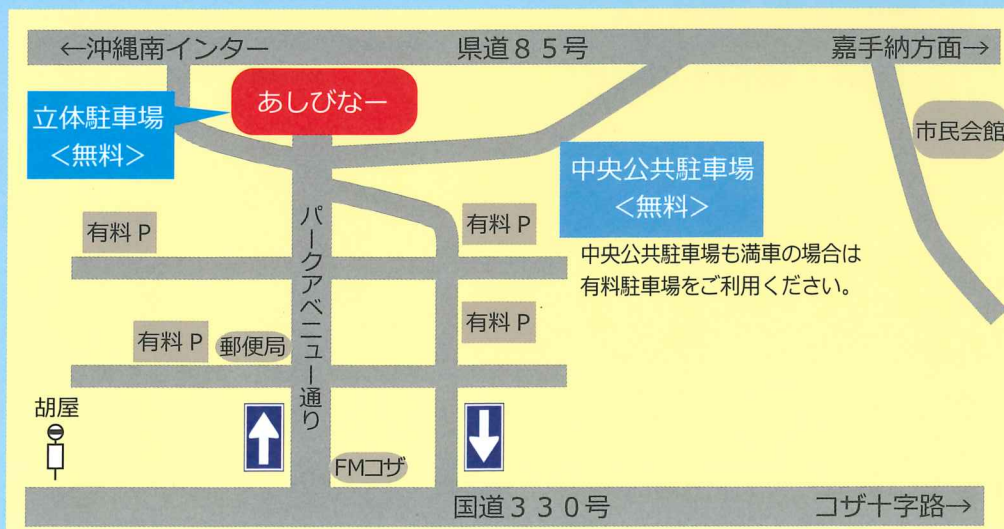 ←沖縄南インター
県道８５号
嘉手納方面→
立体駐車場
＜無料＞
あしびなー
市民会館
中央公共駐車場
＜無料＞
中央公共駐車場も満車の場合は
有料駐車場をご利用ください。
有料 P
有料 P
パークアベニュー通り
有料 P
郵便局
有料 P
胡屋
FMコザ
国道３３０号
コザ十字路→